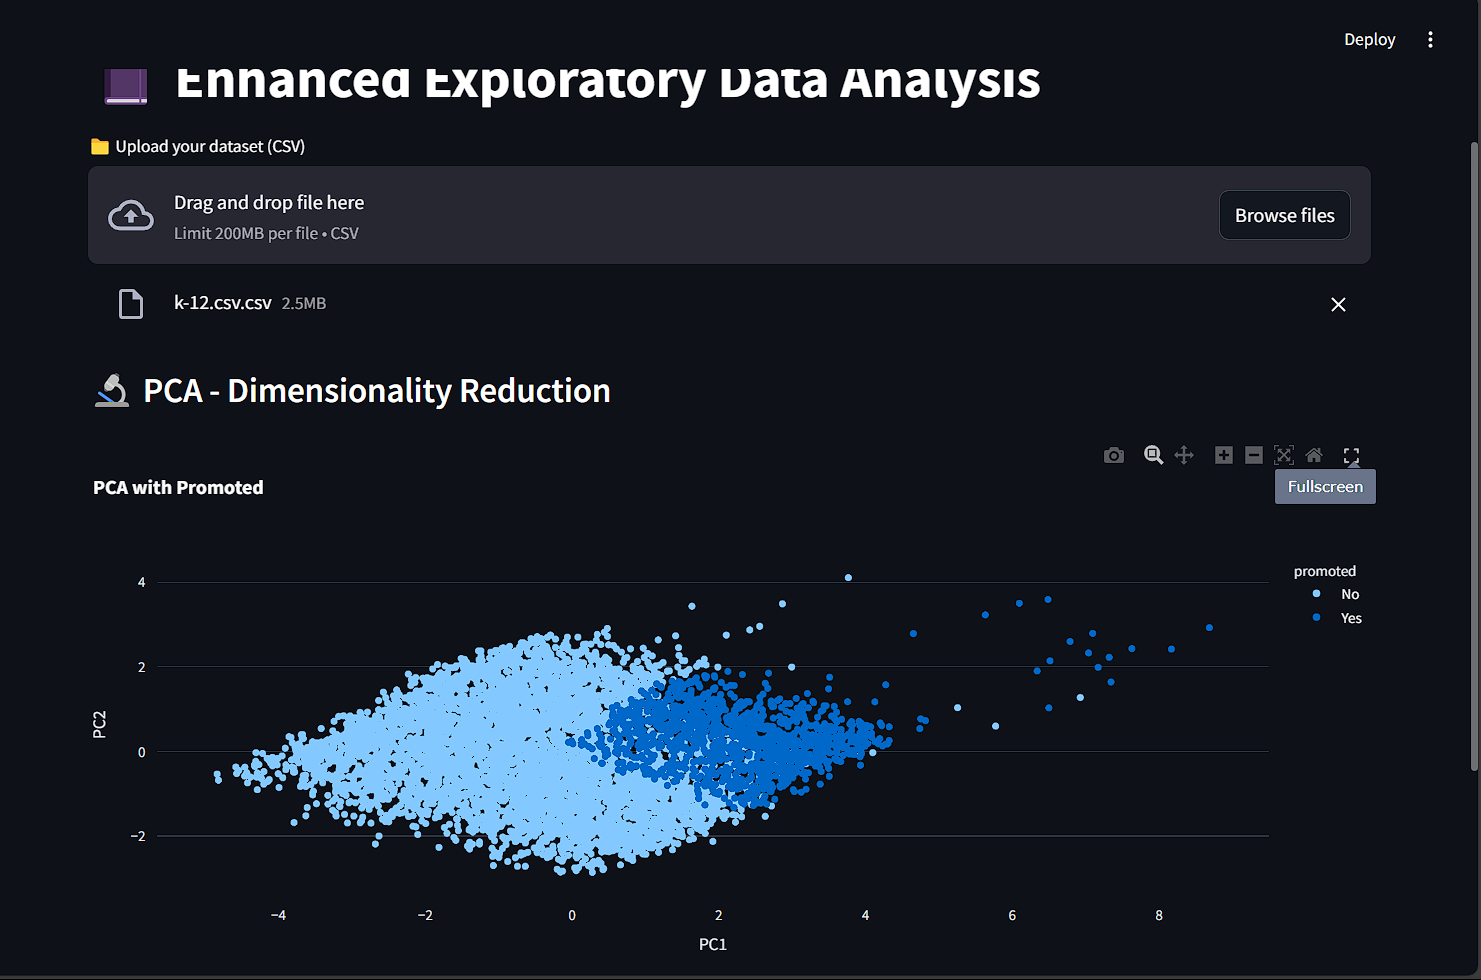 Deploy
Enhanced Exploratory Data Analysis
Upload your dataset (CSV)
Drag and drop file here
Limit 200MB per file • CSV
Browse files
k-12.csv.csv 2.5MB
PCA - Dimensionality Reduction
PCA with Promoted
Fullscreen
promoted
No
Yes
4
2
0
−2
PC2
−4 −2 0 2 4 6 8
PC1